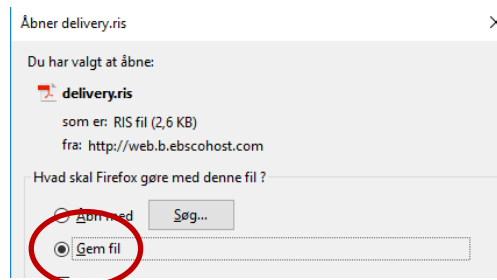 Åbner delivery.ris
Du har valgt at åbne:
delivery.ris
som er: RIS fil (2,6 KB)
fra: http://web.b.ebscohost.com
Hvad skal Firefox gøre med denne fil ?
Åbn med Søg...
Gem fil